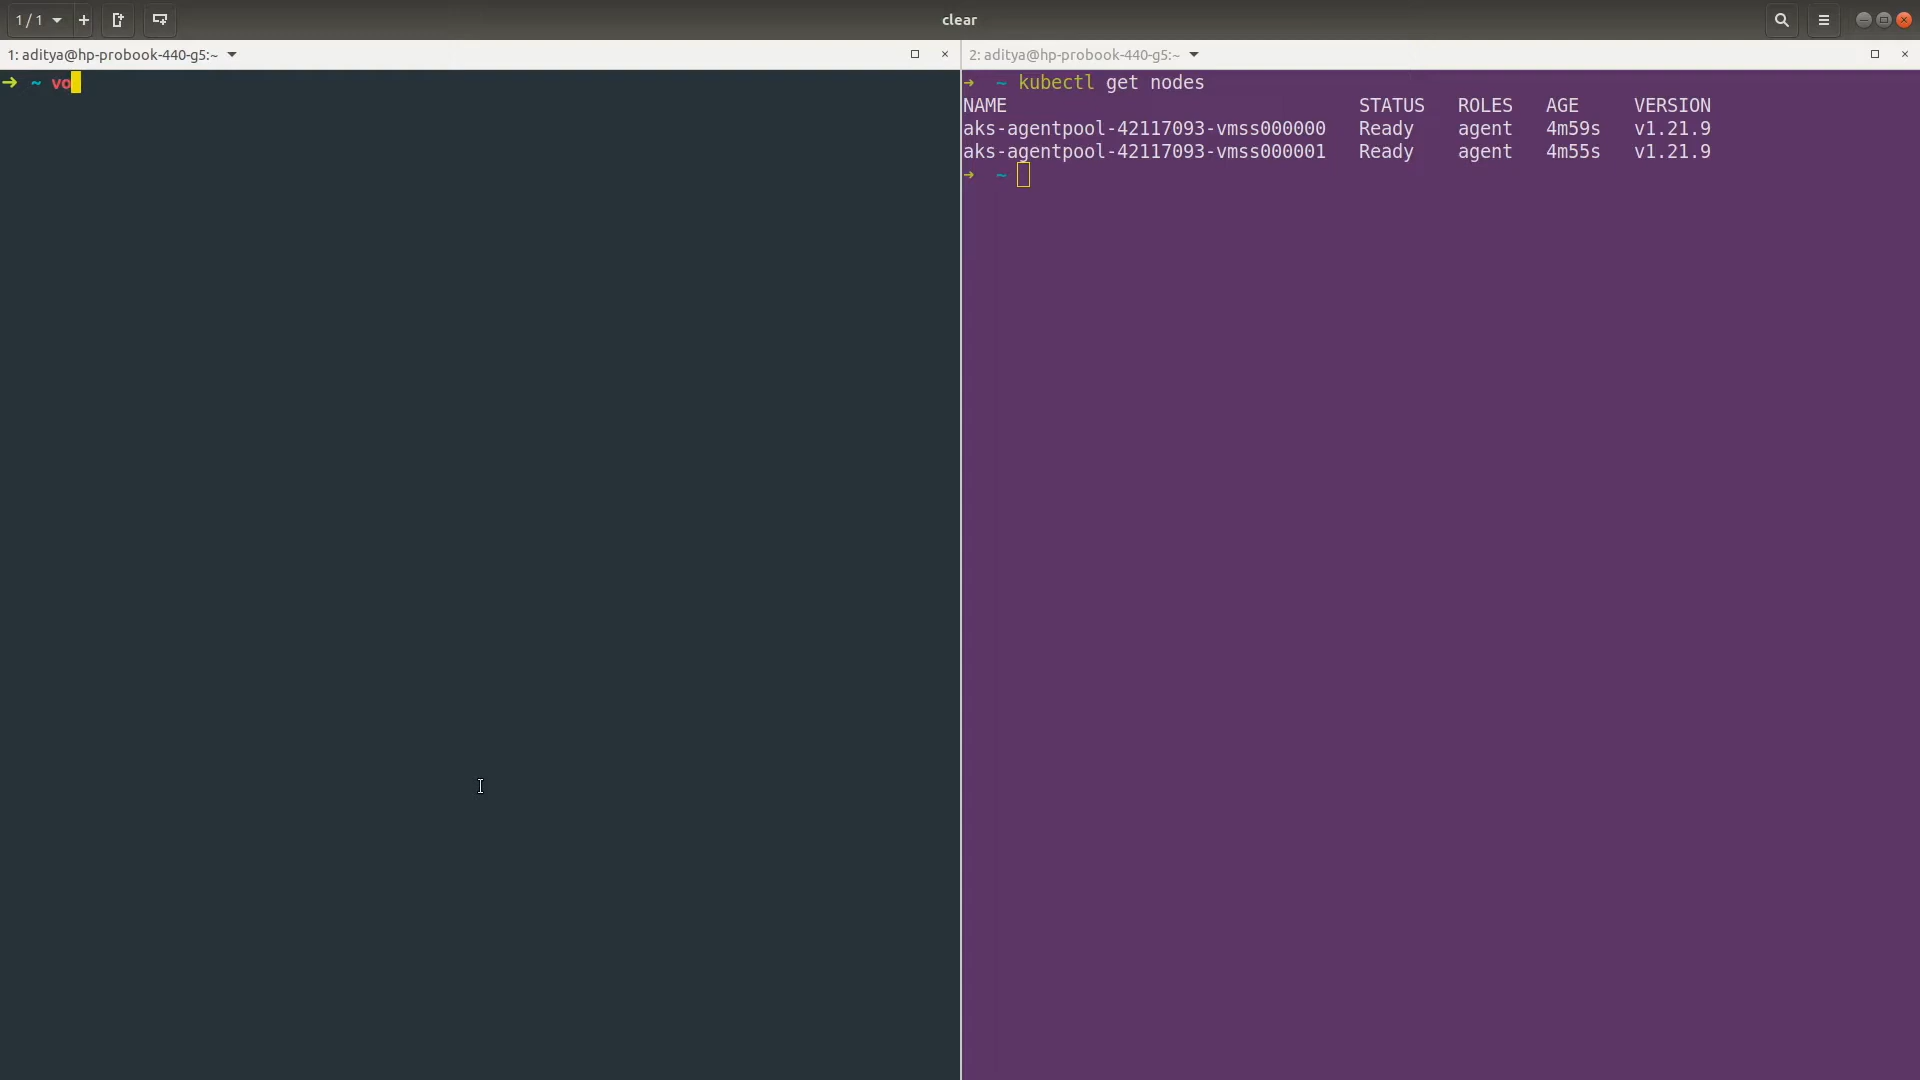 1 / 1
clear
1: aditya@hp-probook-440-g5:~
2: aditya@hp-probook-440-g5:~
➜ ~ vo
➜ ~ kubectl get nodes
NAME STATUS ROLES AGE VERSION
aks-agentpool-42117093-vmss000000 Ready agent 4m59s v1.21.9
aks-agentpool-42117093-vmss000001 Ready agent 4m55s v1.21.9
➜ ~